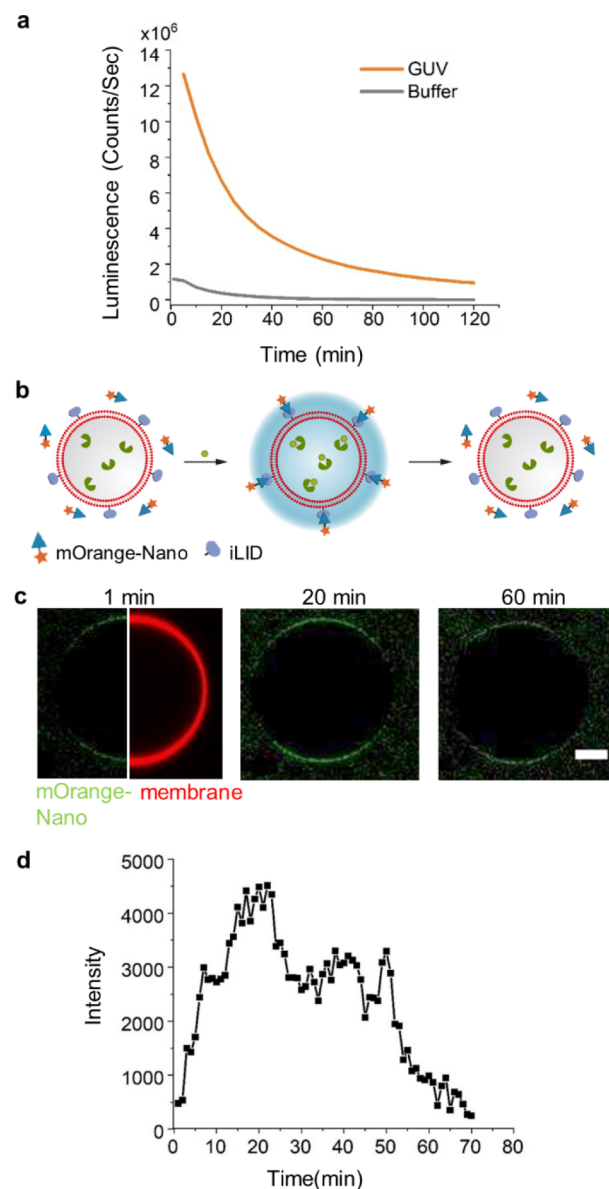 a
×10⁶
14
12
10
8
6
4
2
0
Luminescence (Counts/Sec)
GUV
Buffer
0 20 40 60 80 100 120
Time (min)
b
mOrange-Nano iLID
c
1 min 20 min 60 min
mOrange- membrane
Nano
d
5000
4000
3000
2000
1000
0
Intensity
0 10 20 30 40 50 60 70 80
Time(min)